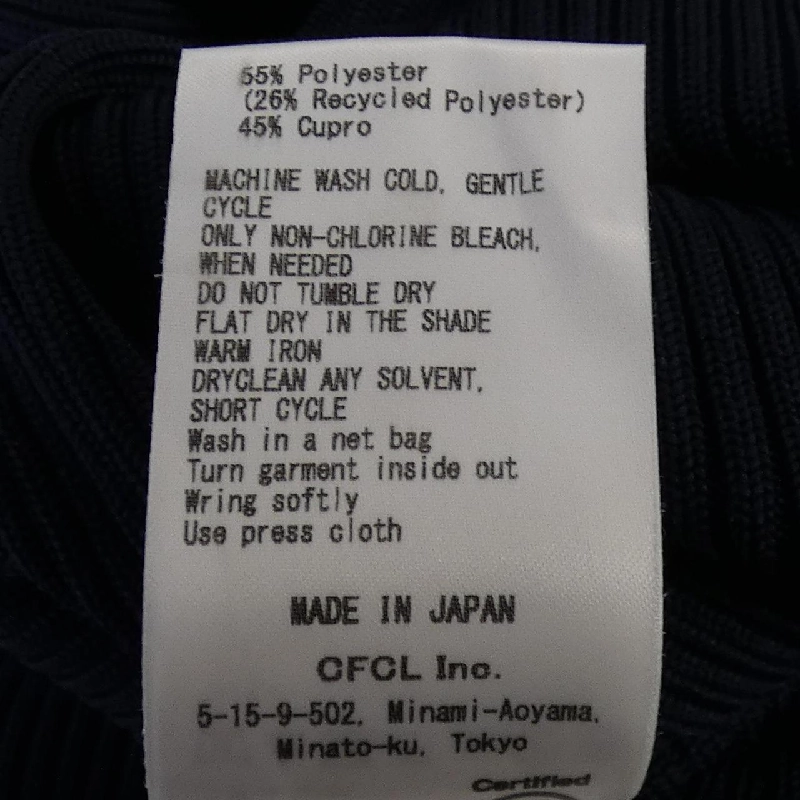 55% Polyester
(26% Recycled Polyester)
45% Cupro
MACHINE WASH COLD, GENTLE
CYCLE
ONLY NON-CHLORINE BLEACH,
WHEN NEEDED
DO NOT TUMBLE DRY
FLAT DRY IN THE SHADE
WARM IRON
DRYCLEAN ANY SOLVENT,
SHORT CYCLE
Wash in a net bag
Turn garment inside out
Wring softly
Use press cloth
MADE IN JAPAN
CFCL Inc.
5-15-9-502, Minami-Aoyama,
Minato-ku, Tokyo
Certified